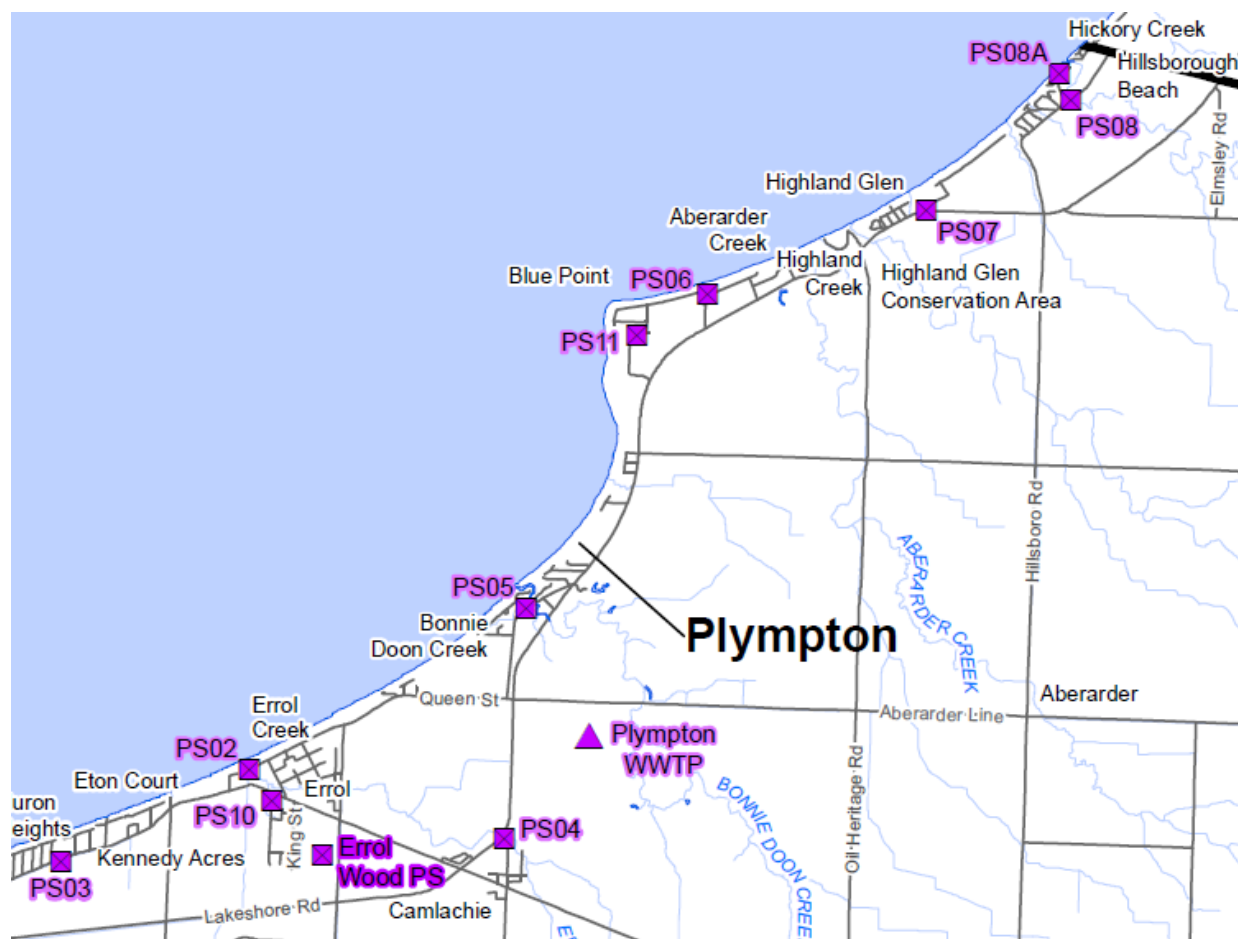 Hickory Creek
PS08A
Hillsborough
Beach
PS08
Elmsley Rd
Highland Glen
Aberarder
Creek
PS07
Blue Point
PS06
Highland
Creek
Highland Glen
Conservation Area
PS11
Hillsboro Rd
ABERARDER CREEK
PS05
Bonnie
Doon Creek
Plympton
Queen St
Aberarder
Aberarder Line
Errol
Creek
Plympton
WWTP
PS02
Eton Court
Errol
Oil Heritage Rd
BONNIE DOON CREE
uron
eights
PS10
King St
PS04
Kennedy Acres
Errol
Wood PS
PS03
Lakeshore Rd
Camlachie